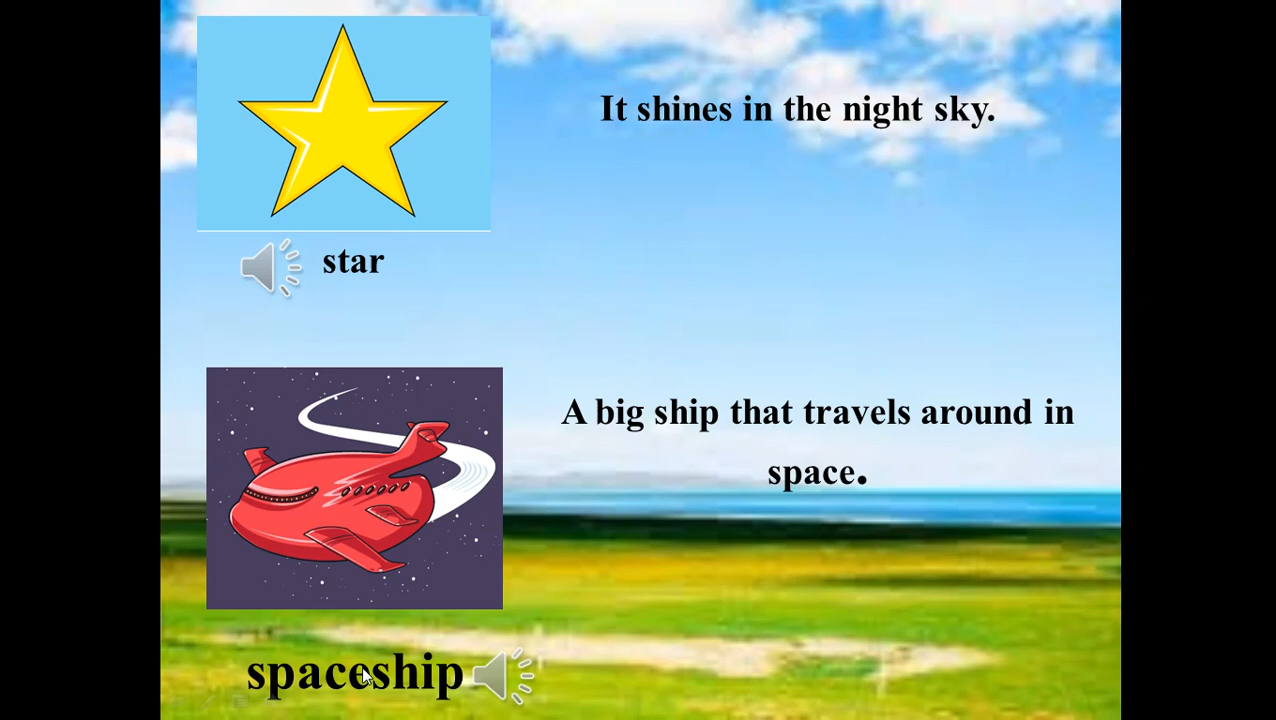 It shines in the night sky.
star
A big ship that travels around in
space.
spaceship